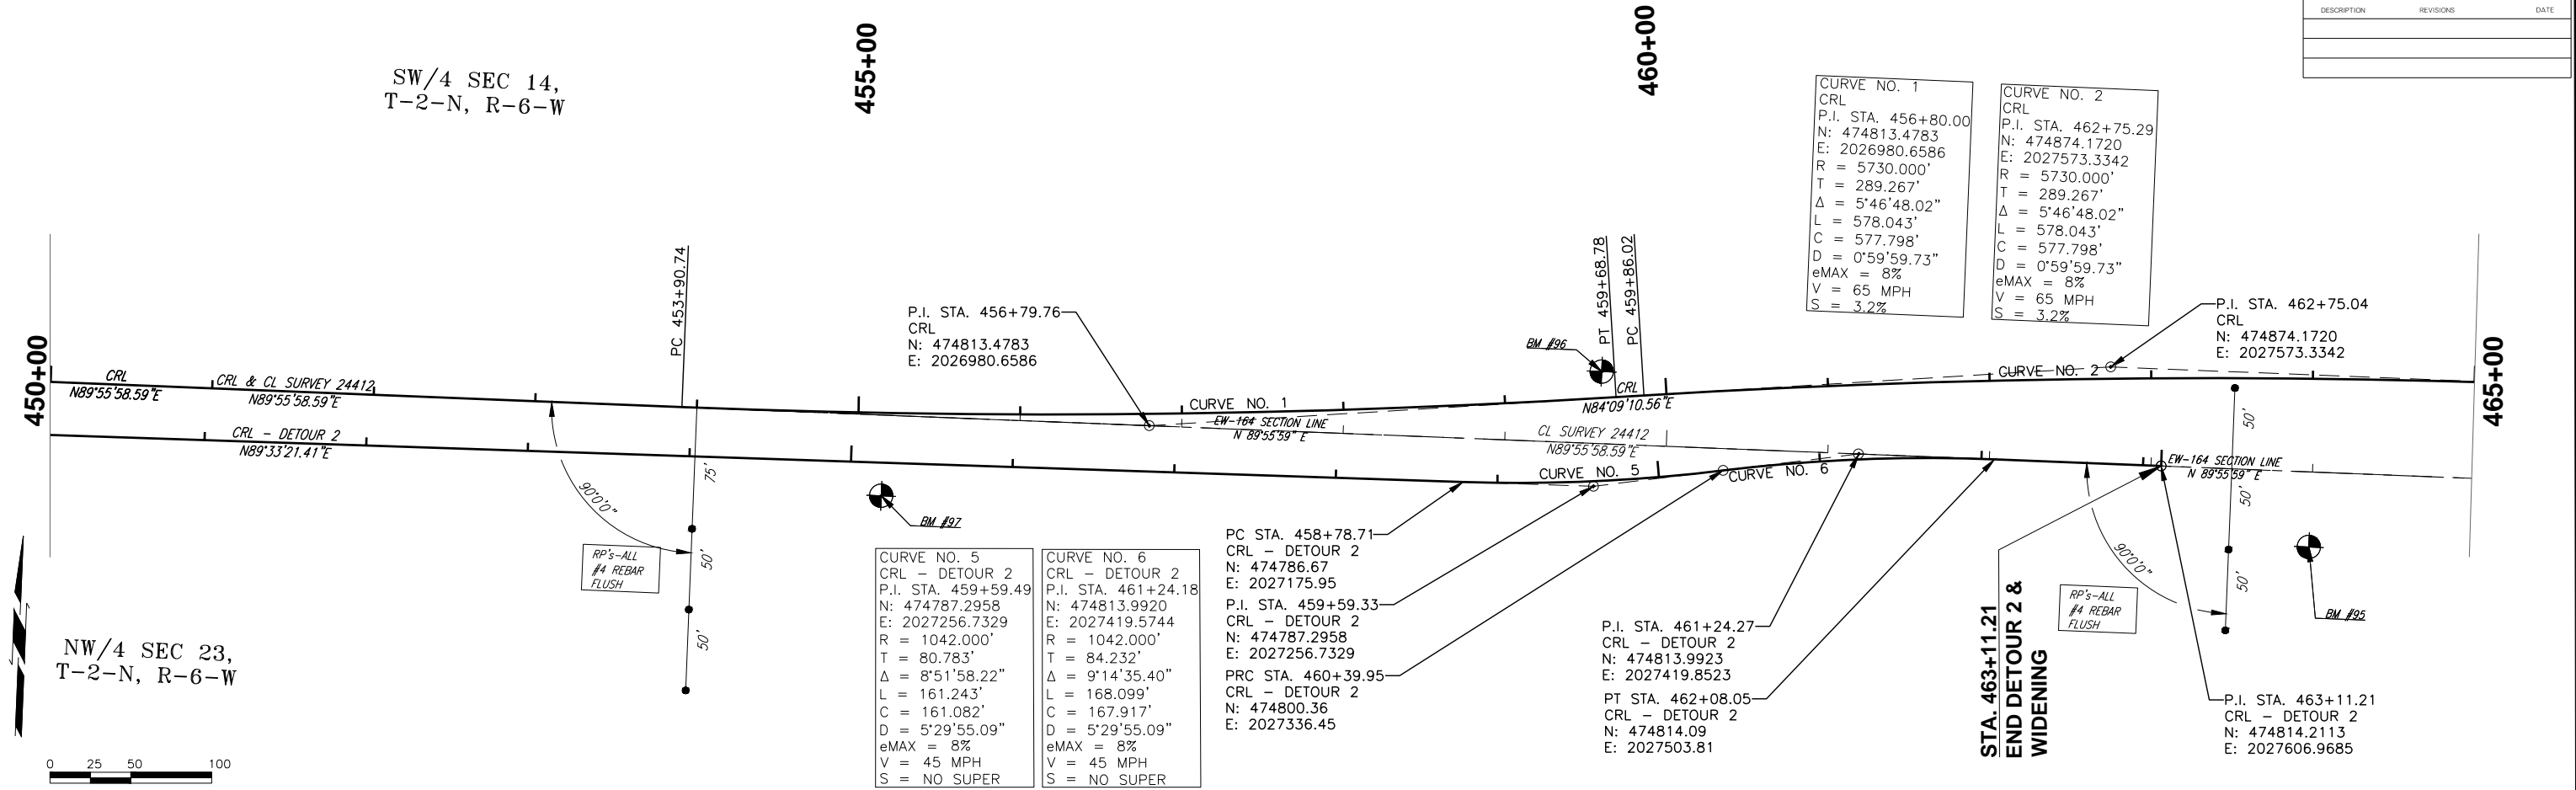 DESCRIPTION REVISIONS DATE
SW/4 SEC 14,
T-2-N, R-6-W
455+00
460+00
CURVE NO. 1
CRL
P.I. STA. 456+80.00
N: 474813.4783
E: 2026980.6586
R = 5730.000'
T = 289.267'
Δ = 5°46'48.02"
L = 578.043'
C = 577.798'
D = 0°59'59.73"
eMAX = 8%
V = 65 MPH
S = 3.2%
CURVE NO. 2
CRL
P.I. STA. 462+75.29
N: 474874.1720
E: 2027573.3342
R = 5730.000'
T = 289.267'
Δ = 5°46'48.02"
L = 578.043'
C = 577.798'
D = 0°59'59.73"
eMAX = 8%
V = 65 MPH
S = 3.2%
PC 453+90.74
P.I. STA. 456+79.76
CRL
N: 474813.4783
E: 2026980.6586
PT 459+68.78
PC 459+86.02
BM #96
P.I. STA. 462+75.04
CRL
N: 474874.1720
E: 2027573.3342
450+00
465+00
CRL
N89°55'58.59"E
CRL & CL SURVEY 24412
N89°55'58.59"E
CURVE NO. 1
CRL
N84°09'10.56"E
CURVE NO. 2
EW-164 SECTION LINE
N 89°55'59" E
CL SURVEY 24412
N89°55'58.59"E
CRL - DETOUR 2
N89°33'21.41"E
CURVE NO. 5
CURVE NO. 6
EW-164 SECTION LINE
N 89°55'59" E
75'
50'
50'
90°0'0"
RP's-ALL
#4 REBAR
FLUSH
BM #97
50'
50'
50'
90°0'0"
RP's-ALL
#4 REBAR
FLUSH
BM #95
CURVE NO. 5
CRL - DETOUR 2
P.I. STA. 459+59.49
N: 474787.2958
E: 2027256.7329
R = 1042.000'
T = 80.783'
Δ = 8°51'58.22"
L = 161.243'
C = 161.082'
D = 5°29'55.09"
eMAX = 8%
V = 45 MPH
S = NO SUPER
CURVE NO. 6
CRL - DETOUR 2
P.I. STA. 461+24.18
N: 474813.9920
E: 2027419.5744
R = 1042.000'
T = 84.232'
Δ = 9°14'35.40"
L = 168.099'
C = 167.917'
D = 5°29'55.09"
eMAX = 8%
V = 45 MPH
S = NO SUPER
PC STA. 458+78.71
CRL - DETOUR 2
N: 474786.67
E: 2027175.95
P.I. STA. 459+59.33
CRL - DETOUR 2
N: 474787.2958
E: 2027256.7329
PRC STA. 460+39.95
CRL - DETOUR 2
N: 474800.36
E: 2027336.45
P.I. STA. 461+24.27
CRL - DETOUR 2
N: 474813.9923
E: 2027419.8523
PT STA. 462+08.05
CRL - DETOUR 2
N: 474814.09
E: 2027503.81
STA. 463+11.21
END DETOUR 2 &
WIDENING
P.I. STA. 463+11.21
CRL - DETOUR 2
N: 474814.2113
E: 2027606.9685
NW/4 SEC 23,
T-2-N, R-6-W
0 25 50 100